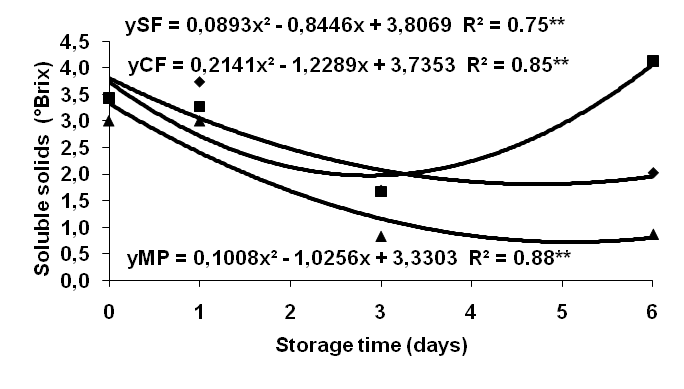 ySF = 0,0893x² - 0,8446x + 3,8069 R² = 0.75**
yCF = 0,2141x² - 1,2289x + 3,7353 R² = 0.85**
yMP = 0,1008x² - 1,0256x + 3,3303 R² = 0.88**
Soluble solids (°Brix)
4,5
4,0
3,5
3,0
2,5
2,0
1,5
1,0
0,5
0,0
0 1 2 3 4 5 6
Storage time (days)